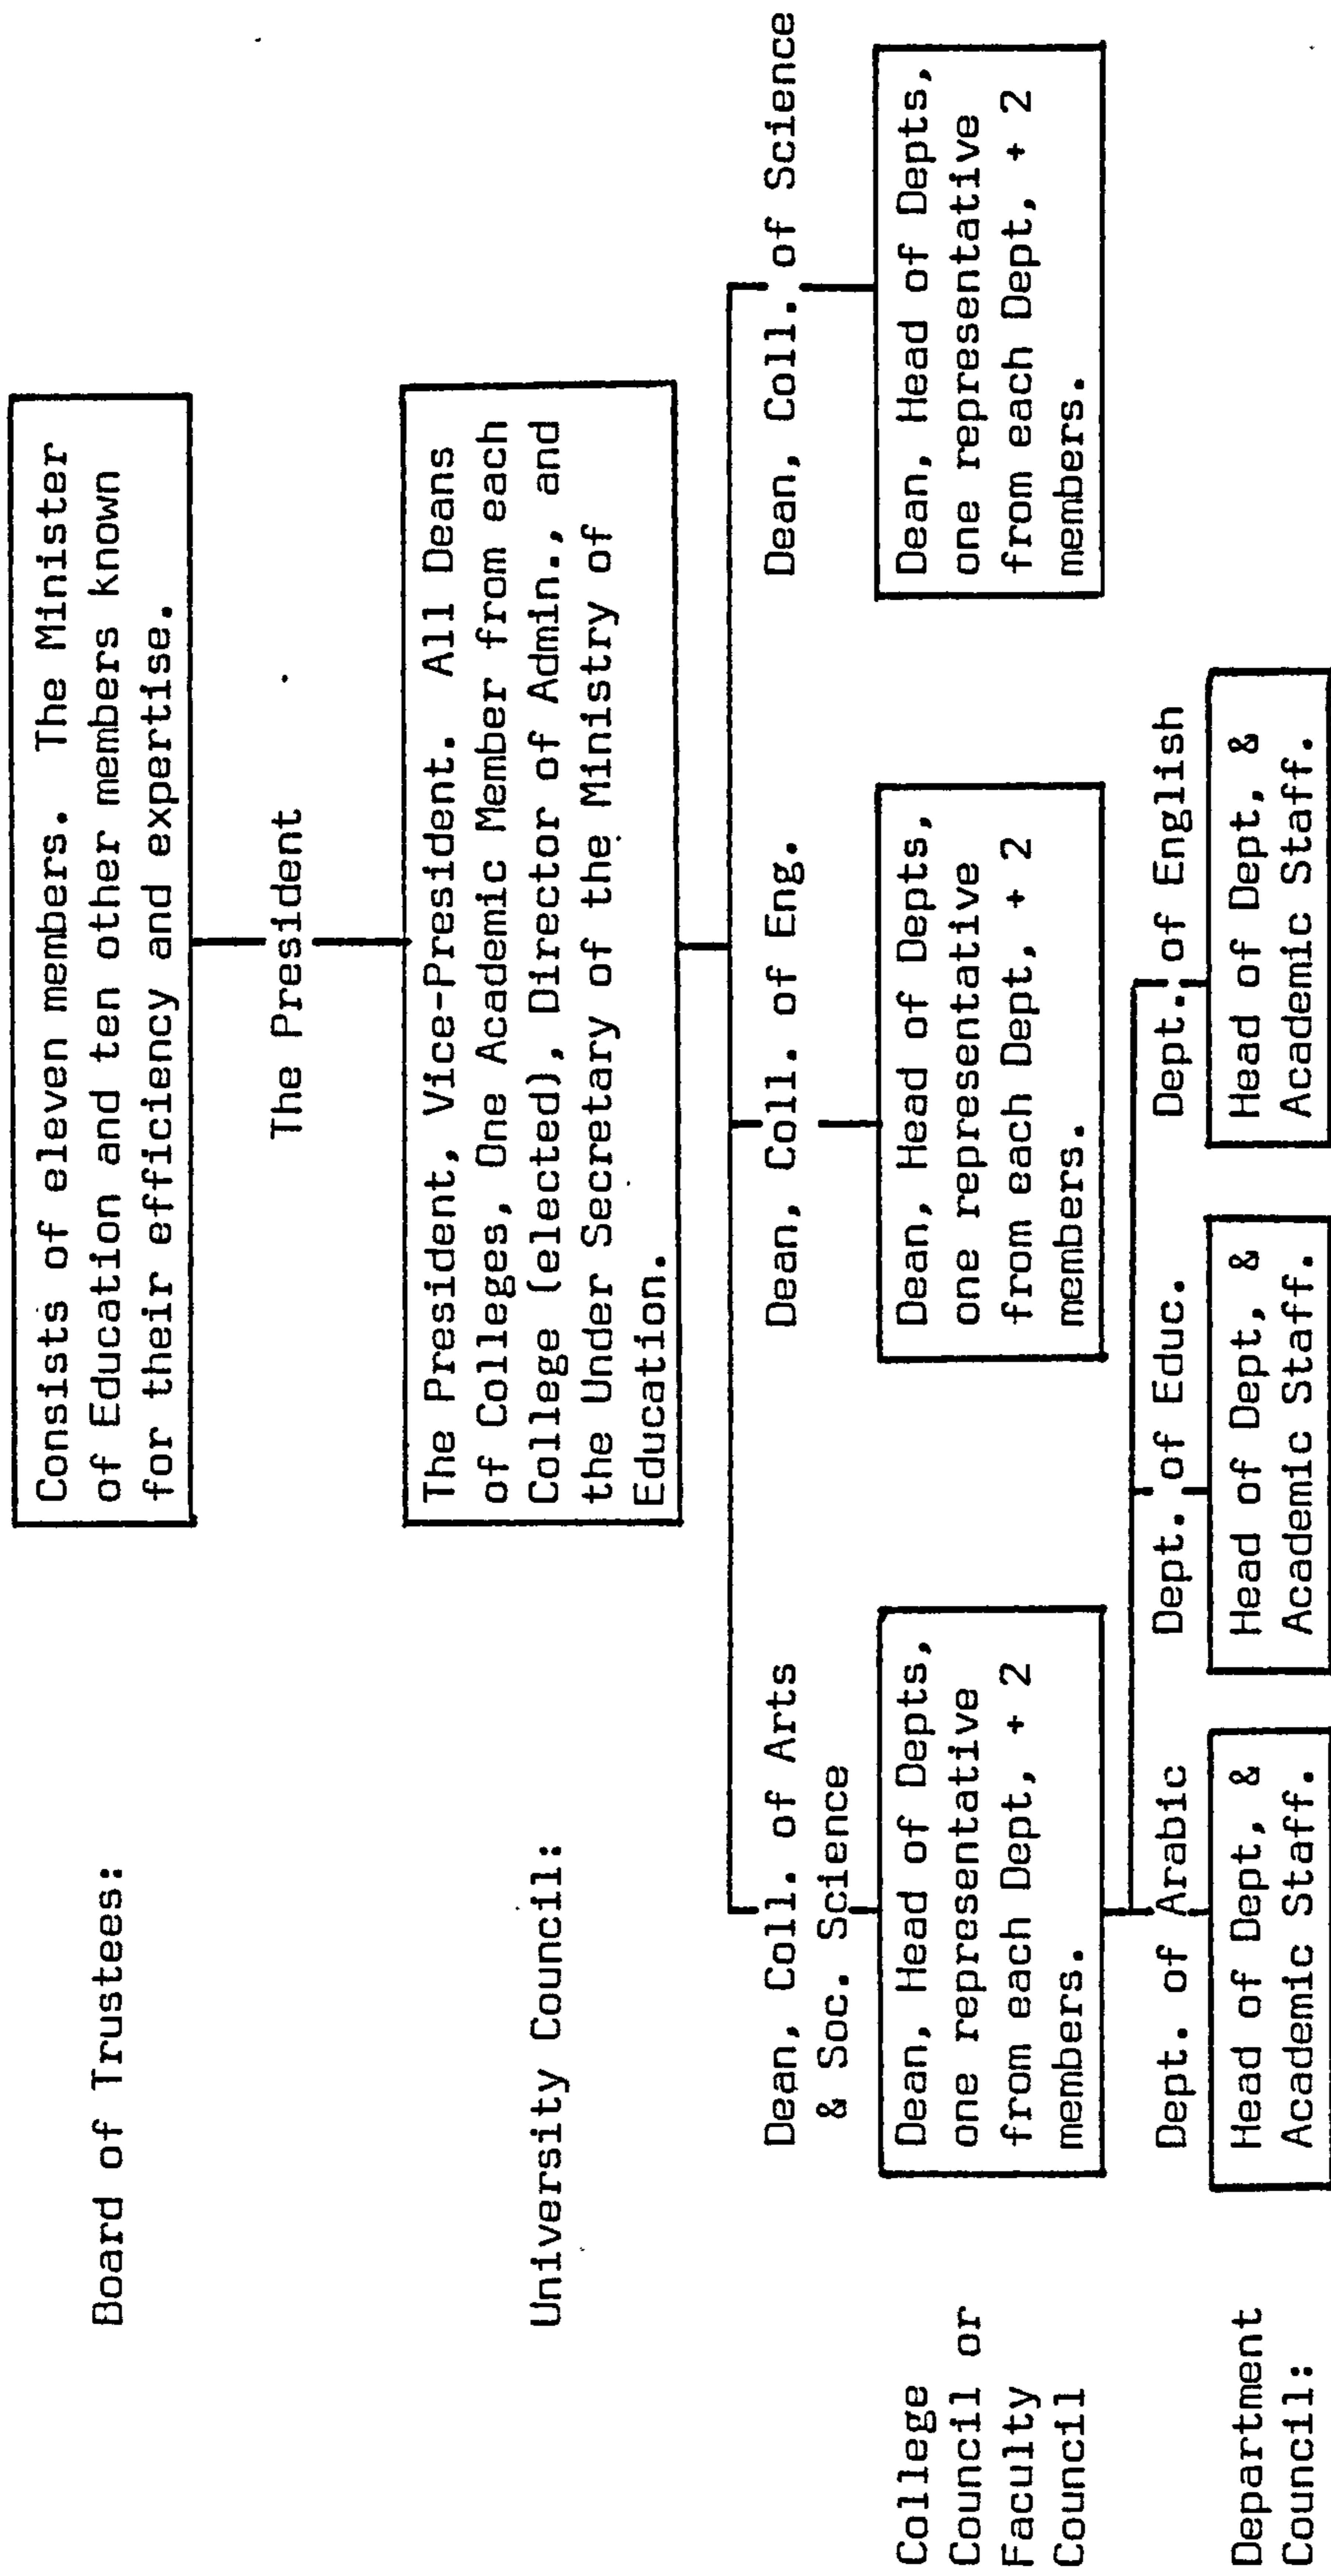 Board of Trustees:
Consists of eleven members.  The Minister
of Education and ten other members known
for their efficiency and expertise.
The President
University Council:
The President, Vice-President.  All Deans
of Colleges, One Academic Member from each
College (elected), Director of Admin., and
the Under Secretary of the Ministry of
Education.
Dean, Coll. of Arts
& Soc. Science
Dean, Coll. of Eng.
Dean, Coll. of Science
College
Council or
Faculty
Council
Dean, Head of Depts,
one representative
from each Dept, + 2
members.
Dean, Head of Depts,
one representative
from each Dept, + 2
members.
Dean, Head of Depts,
one representative
from each Dept, + 2
members.
Dept. of Arabic
Dept. of Educ.
Dept. of English
Department
Council:
Head of Dept, &
Academic Staff.
Head of Dept, &
Academic Staff.
Head of Dept, &
Academic Staff.